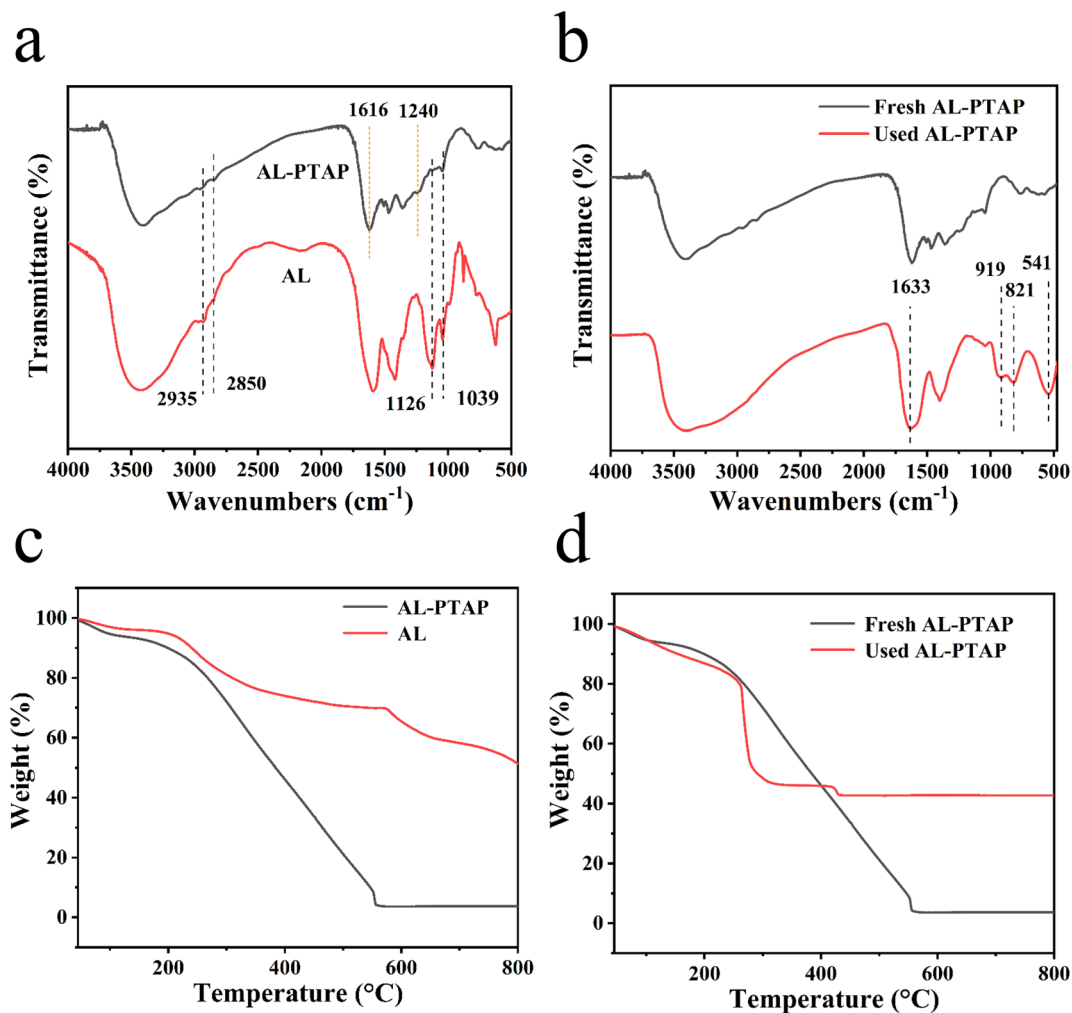 a
1616 1240
AL-PTAP
AL
2935
2850
1126
1039
Transmittance (%)
4000 3500 3000 2500 2000 1500 1000 500
Wavenumbers (cm⁻¹)
b
Fresh AL-PTAP
Used AL-PTAP
1633
919
821
541
Transmittance (%)
4000 3500 3000 2500 2000 1500 1000 500
Wavenumbers (cm⁻¹)
c
AL-PTAP
AL
100
80
60
40
20
0
Weight (%)
200 400 600 800
Temperature (°C)
d
Fresh AL-PTAP
Used AL-PTAP
100
80
60
40
20
0
Weight (%)
200 400 600 800
Temperature (°C)